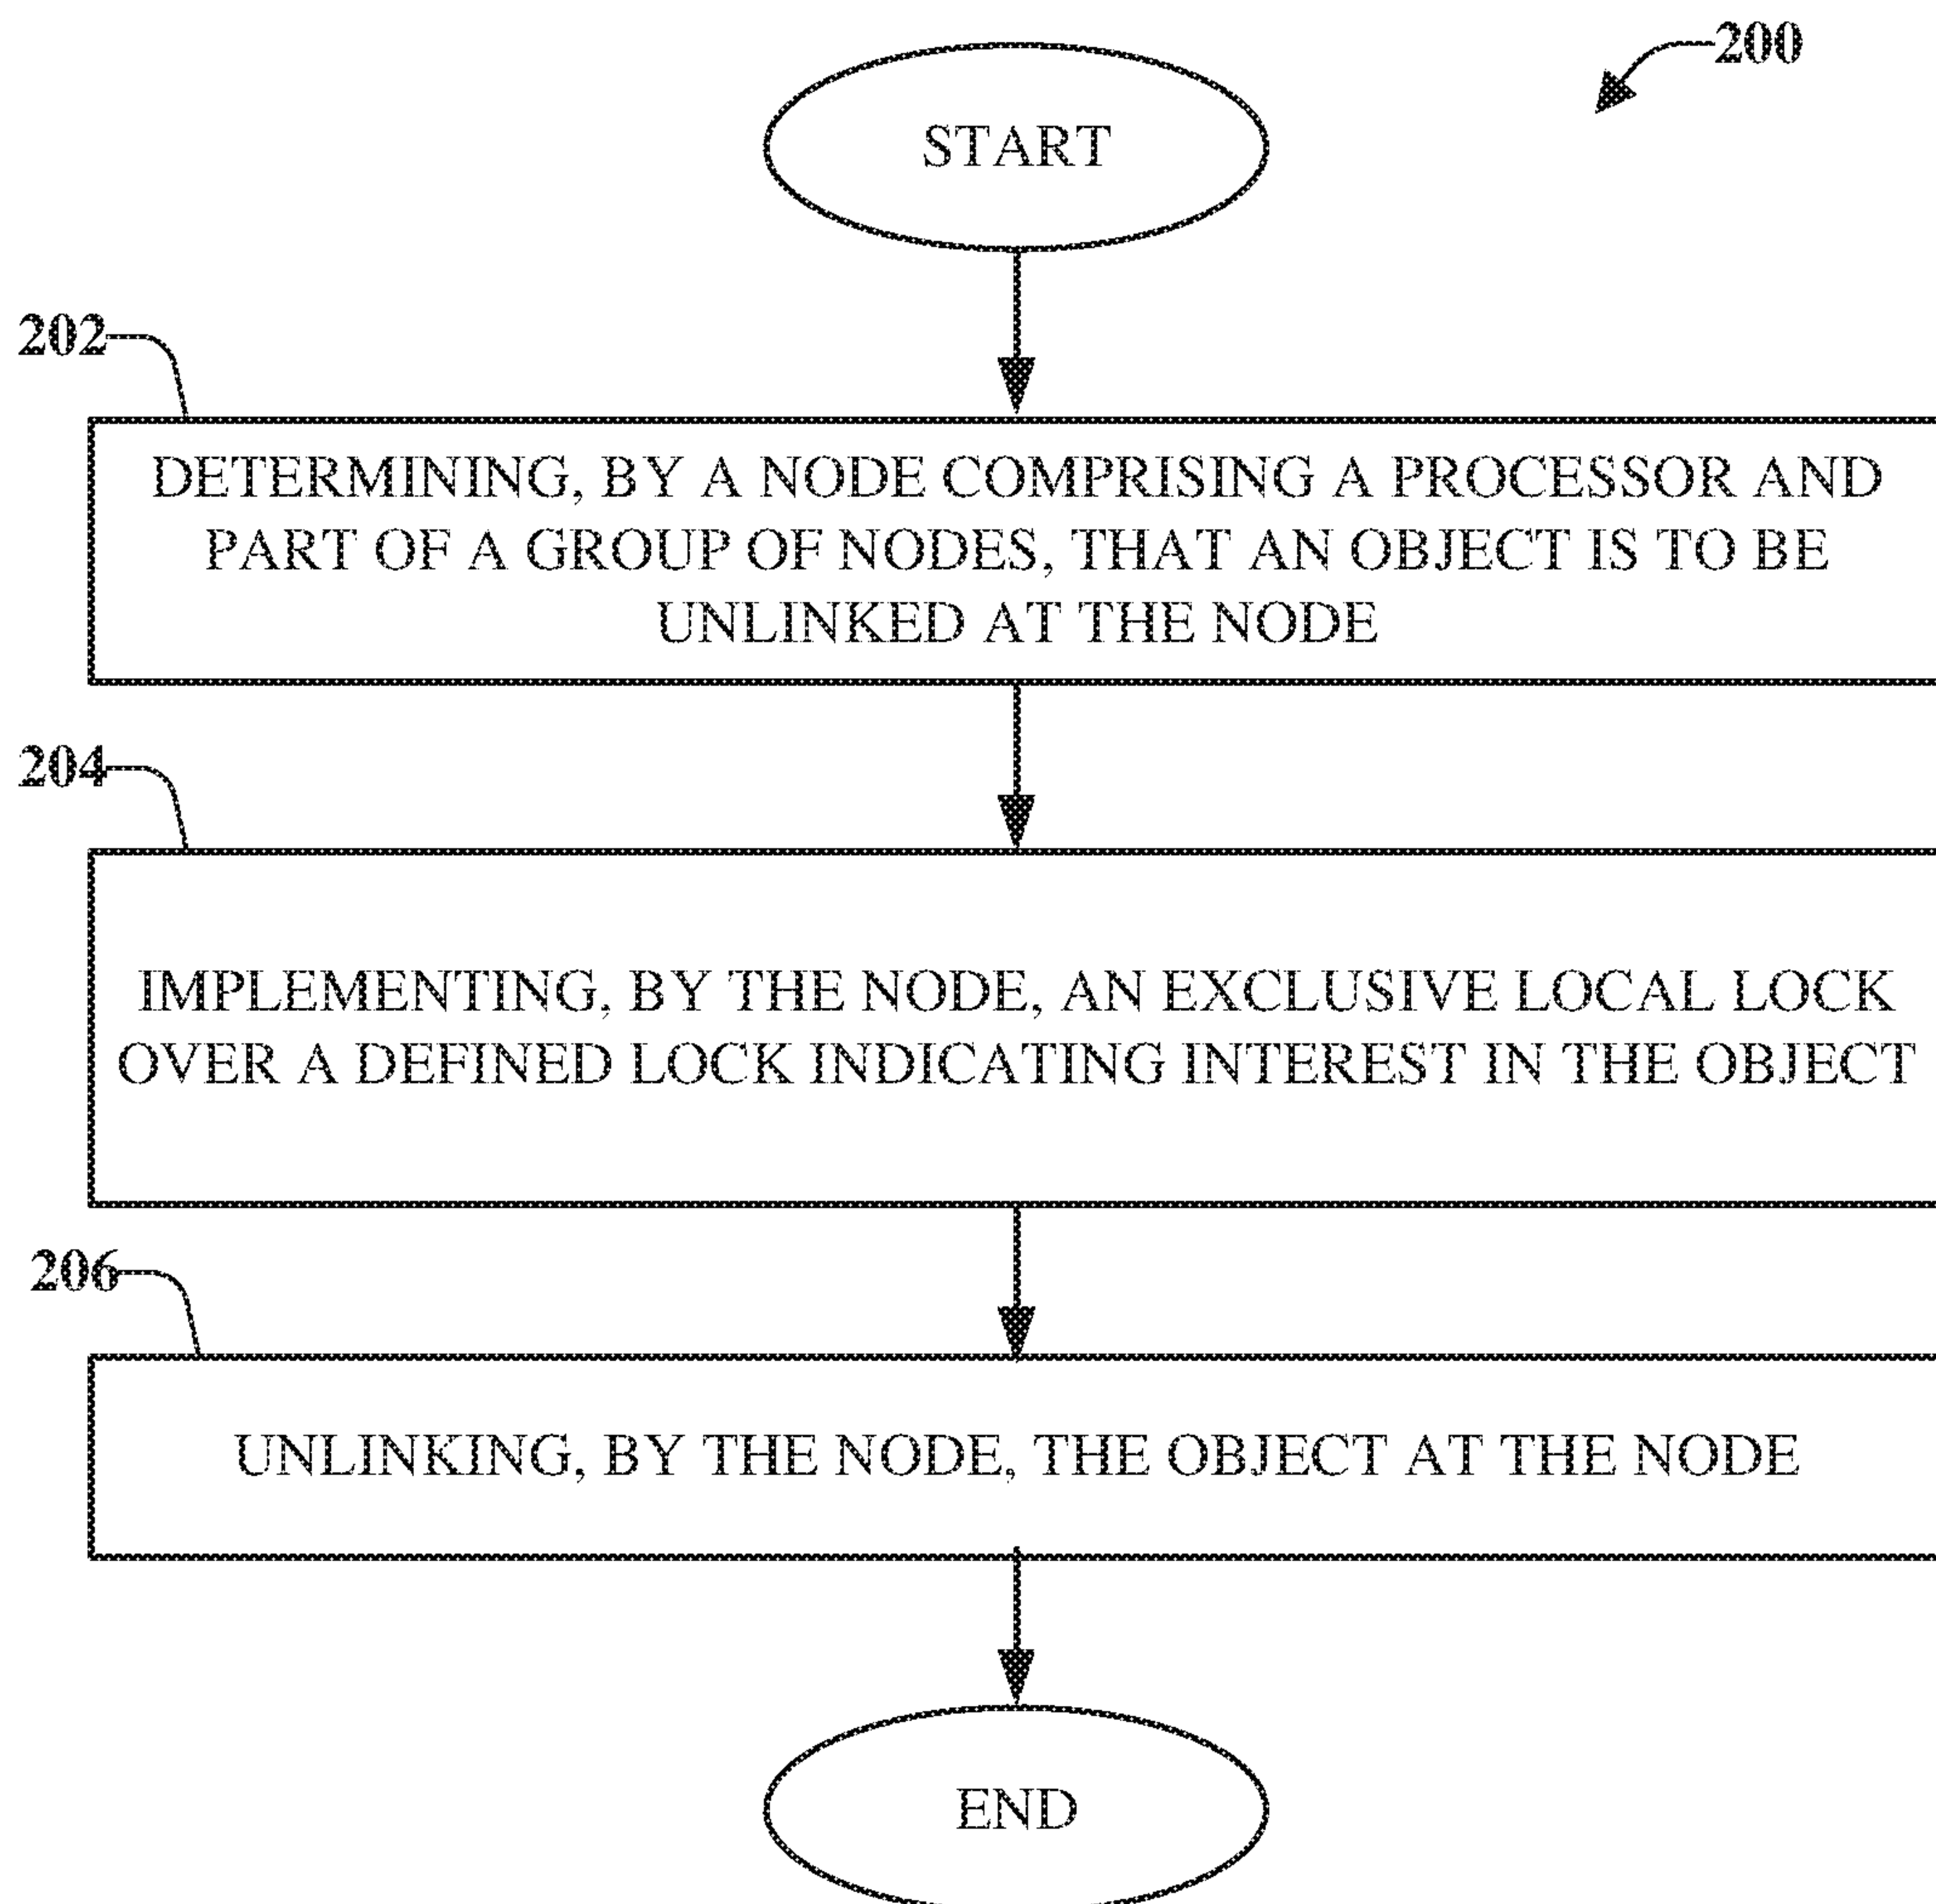 200
START
202
DETERMINING, BY A NODE COMPRISING A PROCESSOR AND
PART OF A GROUP OF NODES, THAT AN OBJECT IS TO BE
UNLINKED AT THE NODE
204
IMPLEMENTING, BY THE NODE, AN EXCLUSIVE LOCAL LOCK
OVER A DEFINED LOCK INDICATING INTEREST IN THE OBJECT
206
UNLINKING, BY THE NODE, THE OBJECT AT THE NODE
END